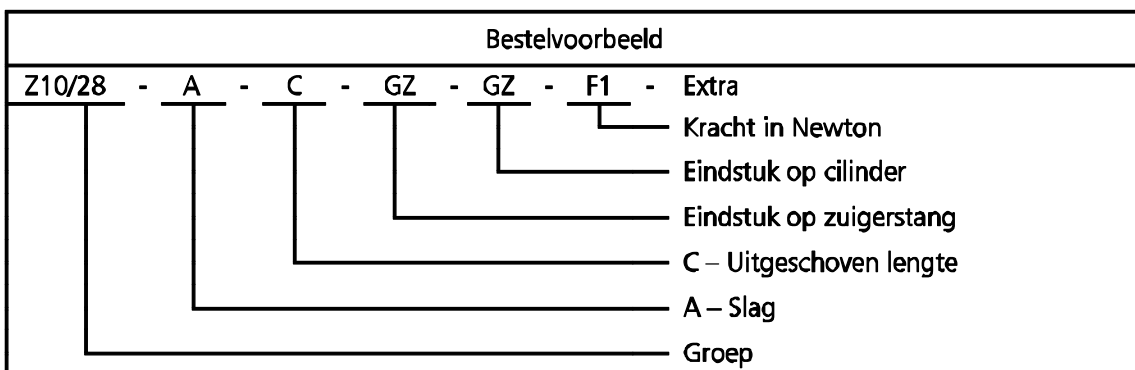 Bestelvoorbeeld
Z10/28 - A - C - GZ - GZ - F1 - Extra
Kracht in Newton
Eindstuk op cilinder
Eindstuk op zuigerstang
C – Uitgeschoven lengte
A – Slag
Groep